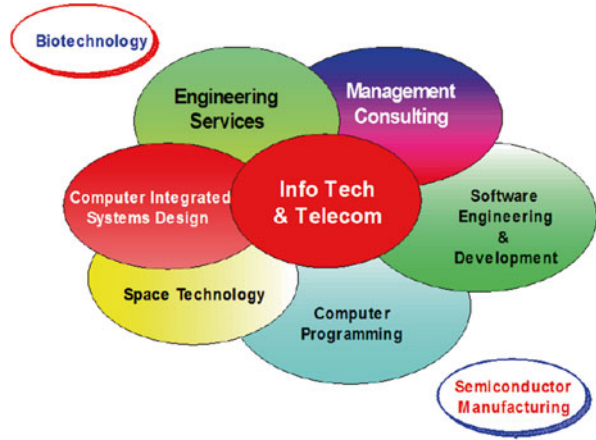 Biotechnology
Engineering
Services
Management
Consulting
Computer Integrated
Systems Design
Info Tech
& Telecom
Software
Engineering
&
Development
Space Technology
Computer
Programming
Semiconductor
Manufacturing